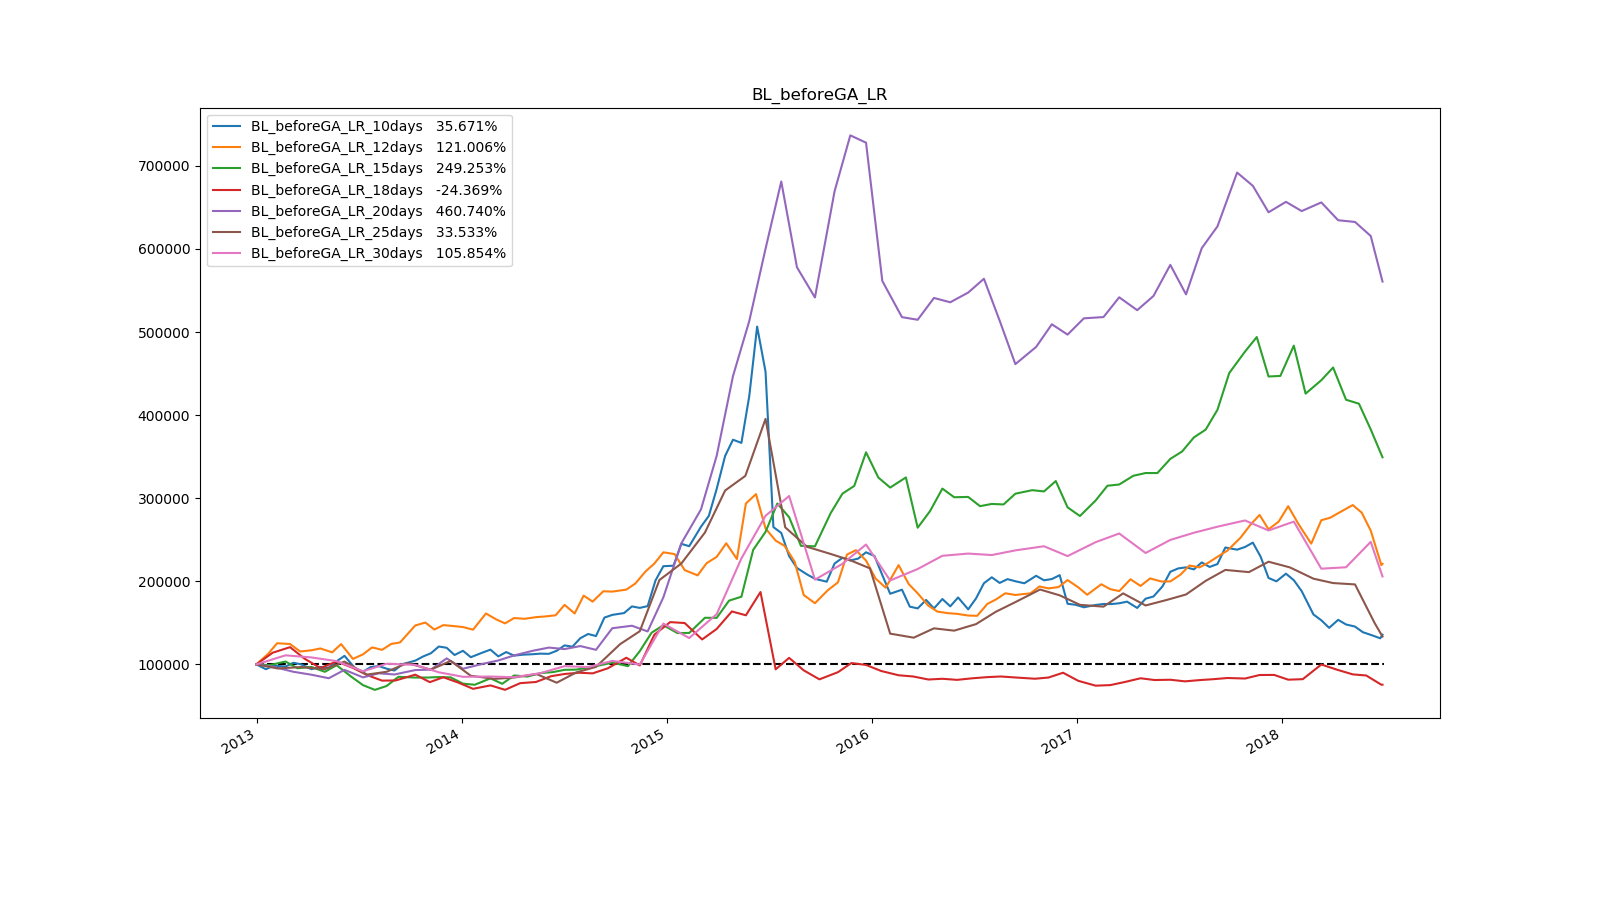 BL_beforeGA_LR
BL_beforeGA_LR_10days 35.671%
BL_beforeGA_LR_12days 121.006%
BL_beforeGA_LR_15days 249.253%
BL_beforeGA_LR_18days -24.369%
BL_beforeGA_LR_20days 460.740%
BL_beforeGA_LR_25days 33.533%
BL_beforeGA_LR_30days 105.854%
700000
600000
500000
400000
300000
200000
100000
2013
2014
2015
2016
2017
2018